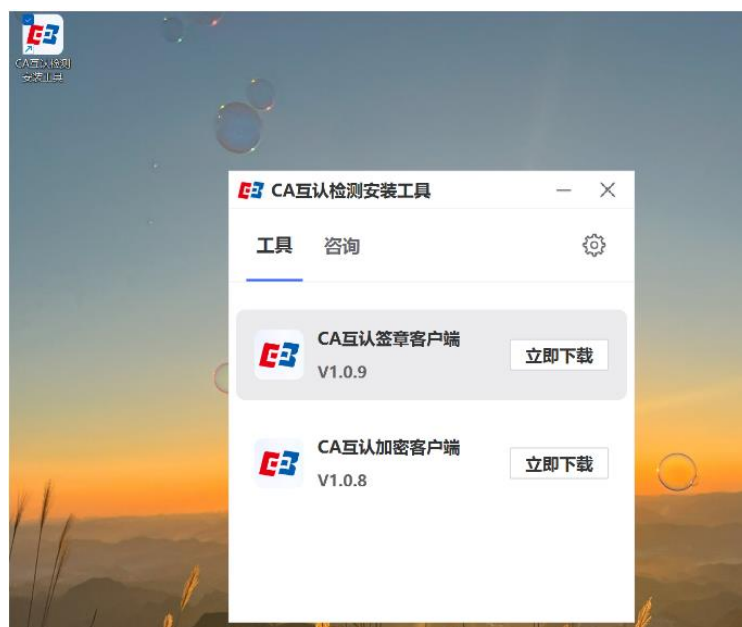 CA互认检测
安装工具
CA互认检测安装工具
工具 咨询
CA互认签章客户端
V1.0.9
立即下载
CA互认加密客户端
V1.0.8
立即下载